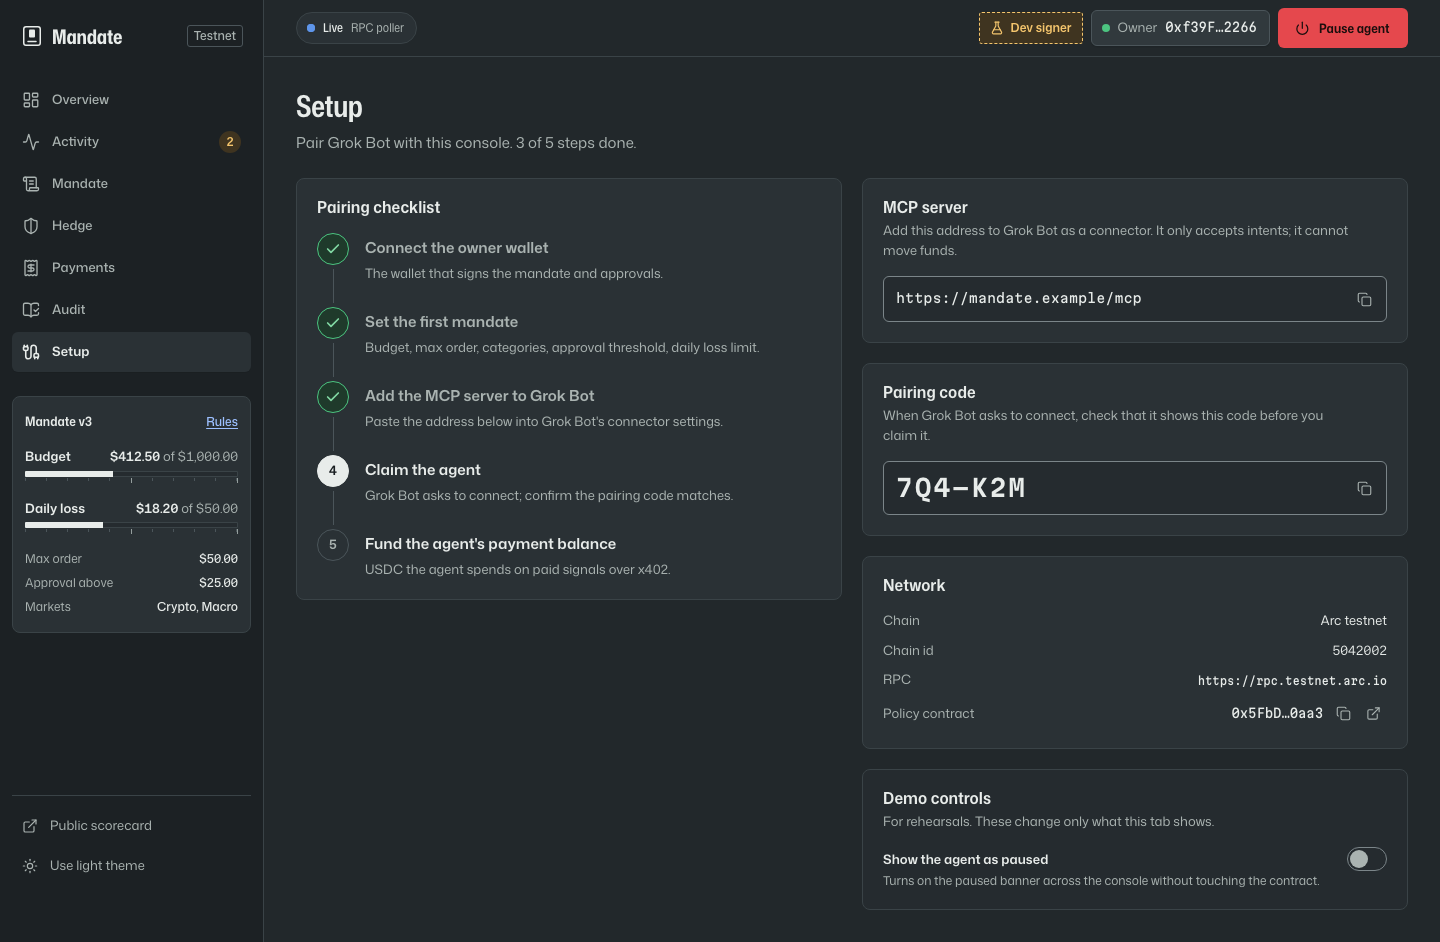 Mandate
Testnet
Overview
Activity
2
Mandate
Hedge
Payments
Audit
Setup
Mandate v3
Rules
Budget
$412.50 of $1,000.00
Daily loss
$18.20 of $50.00
Max order
$50.00
Approval above
$25.00
Markets
Crypto, Macro
Public scorecard
Use light theme
Live RPC poller
Dev signer
Owner 0xf39F…2266
Pause agent
Setup
Pair Grok Bot with this console. 3 of 5 steps done.
Pairing checklist
Connect the owner wallet
The wallet that signs the mandate and approvals.
Set the first mandate
Budget, max order, categories, approval threshold, daily loss limit.
Add the MCP server to Grok Bot
Paste the address below into Grok Bot's connector settings.
4
Claim the agent
Grok Bot asks to connect; confirm the pairing code matches.
5
Fund the agent's payment balance
USDC the agent spends on paid signals over x402.
MCP server
Add this address to Grok Bot as a connector. It only accepts intents; it cannot
move funds.
https://mandate.example/mcp
Pairing code
When Grok Bot asks to connect, check that it shows this code before you
claim it.
7Q4-K2M
Network
Chain
Arc testnet
Chain id
5042002
RPC
https://rpc.testnet.arc.io
Policy contract
0x5FbD…0aa3
Demo controls
For rehearsals. These change only what this tab shows.
Show the agent as paused
Turns on the paused banner across the console without touching the contract.